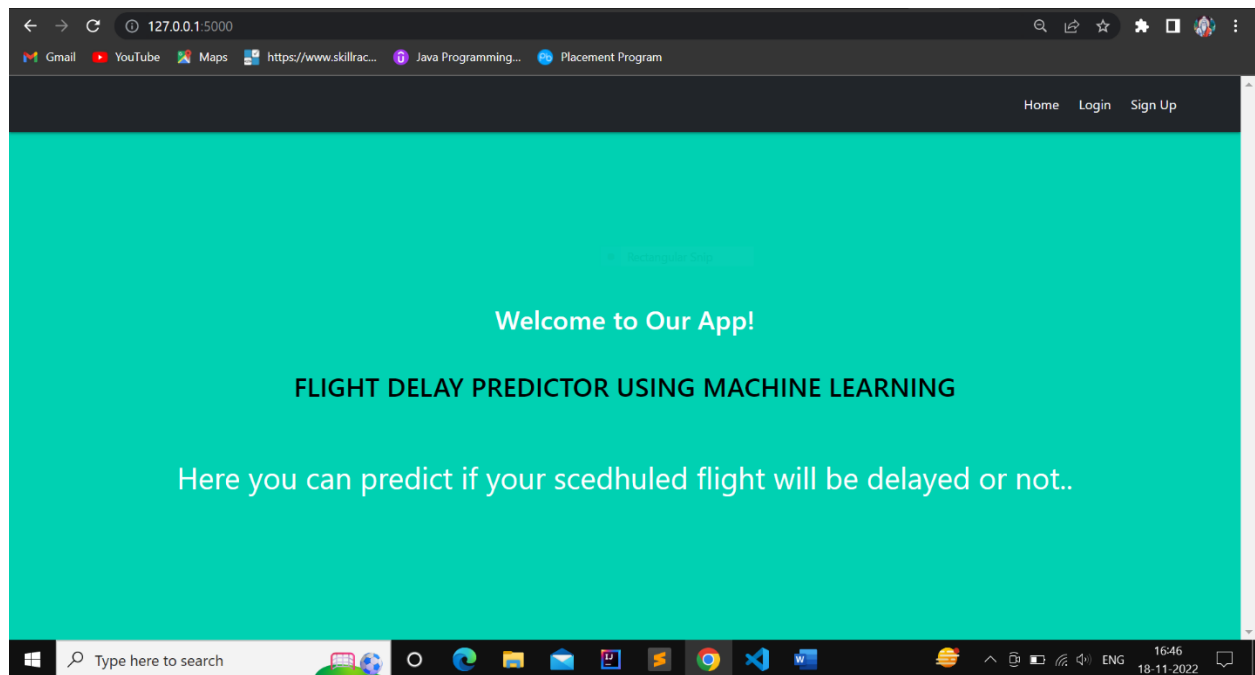 127.0.0.1:5000
Gmail YouTube Maps https://www.skillrac... Java Programming... Placement Program
Home Login Sign Up
Rectangular Snip
Welcome to Our App!
FLIGHT DELAY PREDICTOR USING MACHINE LEARNING
Here you can predict if your scedhuled flight will be delayed or not..
Type here to search
ENG
16:46
18-11-2022